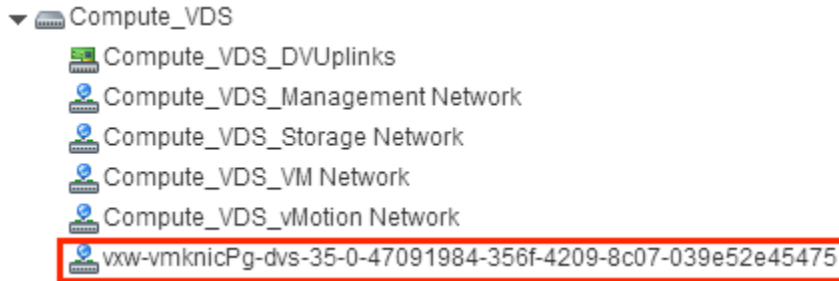 Compute_VDS
Compute_VDS_DVUplinks
Compute_VDS_Management Network
Compute_VDS_Storage Network
Compute_VDS_VM Network
Compute_VDS_vMotion Network
vxw-vmknicPg-dvs-35-0-47091984-356f-4209-8c07-039e52e45475